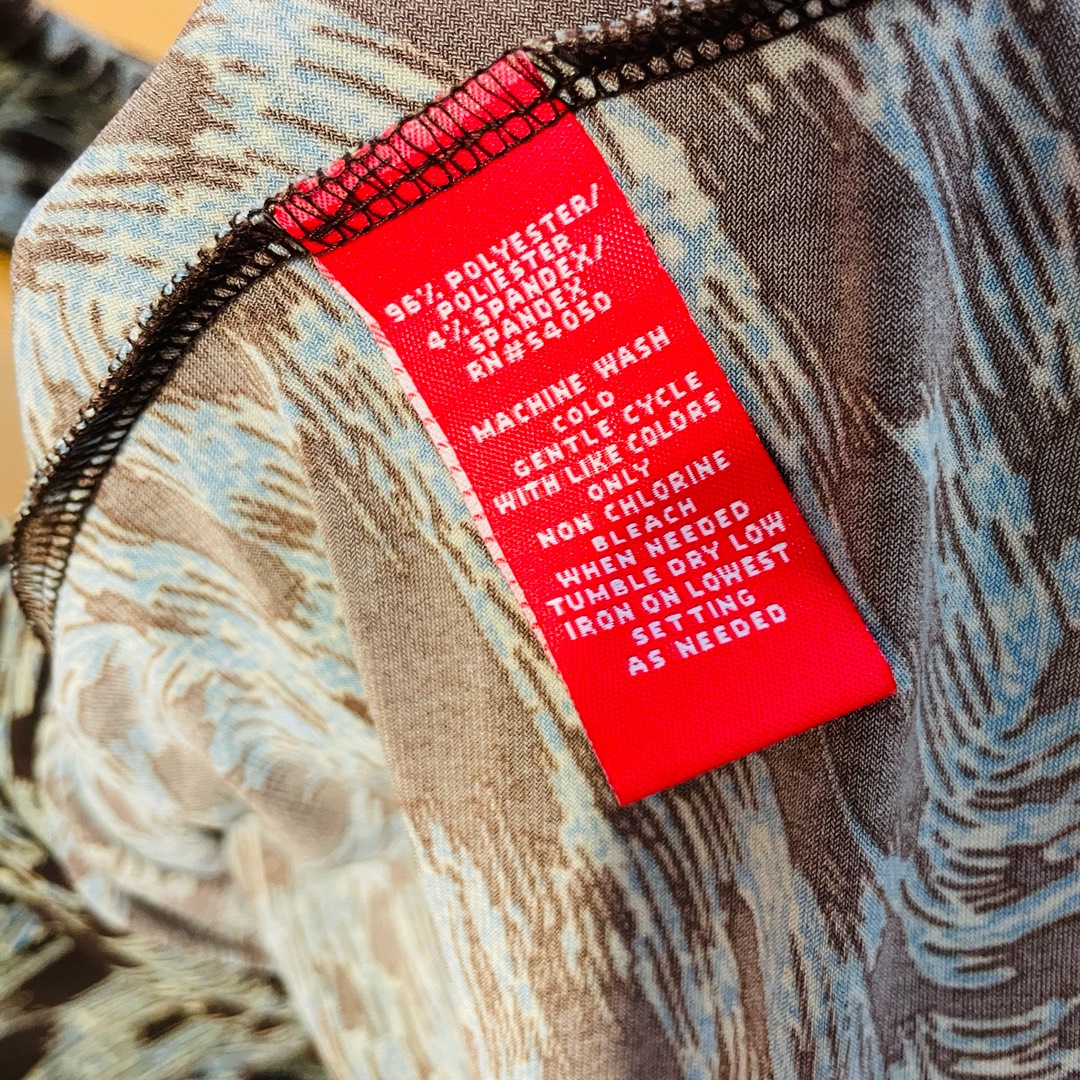 96% POLYESTER/
POLIESTER
4% SPANDEX/
SPANDEX
RN#54050
MACHINE WASH
COLD
GENTLE CYCLE
WITH LIKE COLORS
ONLY
NON CHLORINE
BLEACH
WHEN NEEDED
TUMBLE DRY LOW
IRON ON LOWEST
SETTING
AS NEEDED